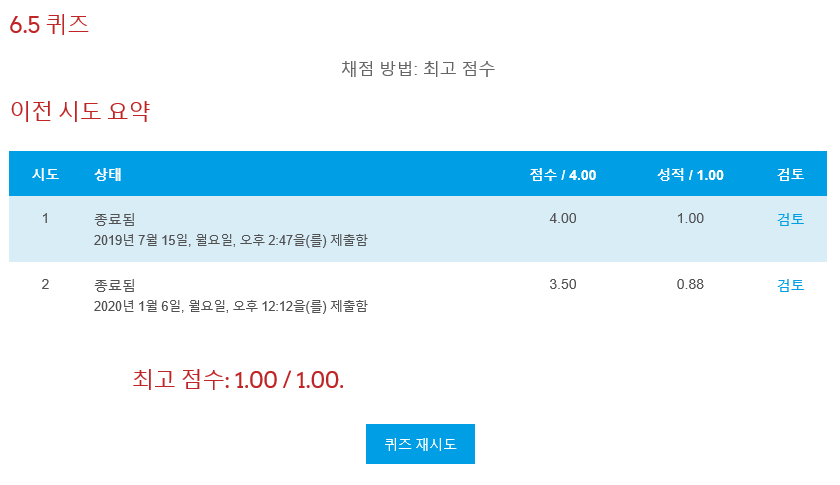 6.5 퀴즈
채점 방법: 최고 점수
이전 시도 요약
시도 상태 점수 / 4.00 성적 / 1.00 검토
1 종료됨 4.00 1.00 검토
2019년 7월 15일, 월요일, 오후 2:47을(를) 제출함
2 종료됨 3.50 0.88 검토
2020년 1월 6일, 월요일, 오후 12:12을(를) 제출함
최고 점수: 1.00 / 1.00.
퀴즈 재시도